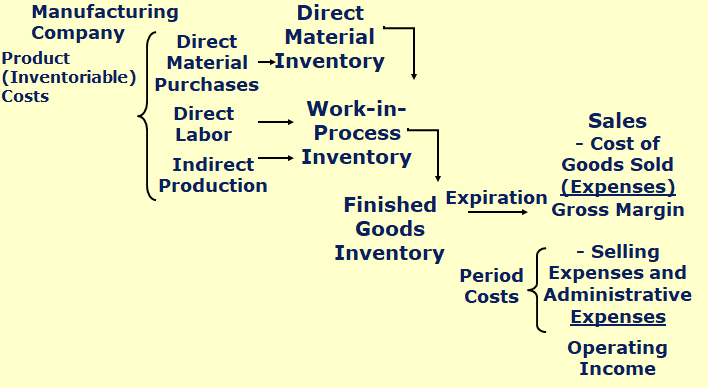 Manufacturing
Company
Product
(Inventoriable)
Costs
Direct
Material
Purchases
Direct
Labor
Indirect
Production
Direct
Material
Inventory
Work-in-
Process
Inventory
Finished
Goods
Inventory
Expiration
Sales
- Cost of
Goods Sold
(Expenses)
Gross Margin
Period
Costs
- Selling
Expenses and
Administrative
Expenses
Operating
Income